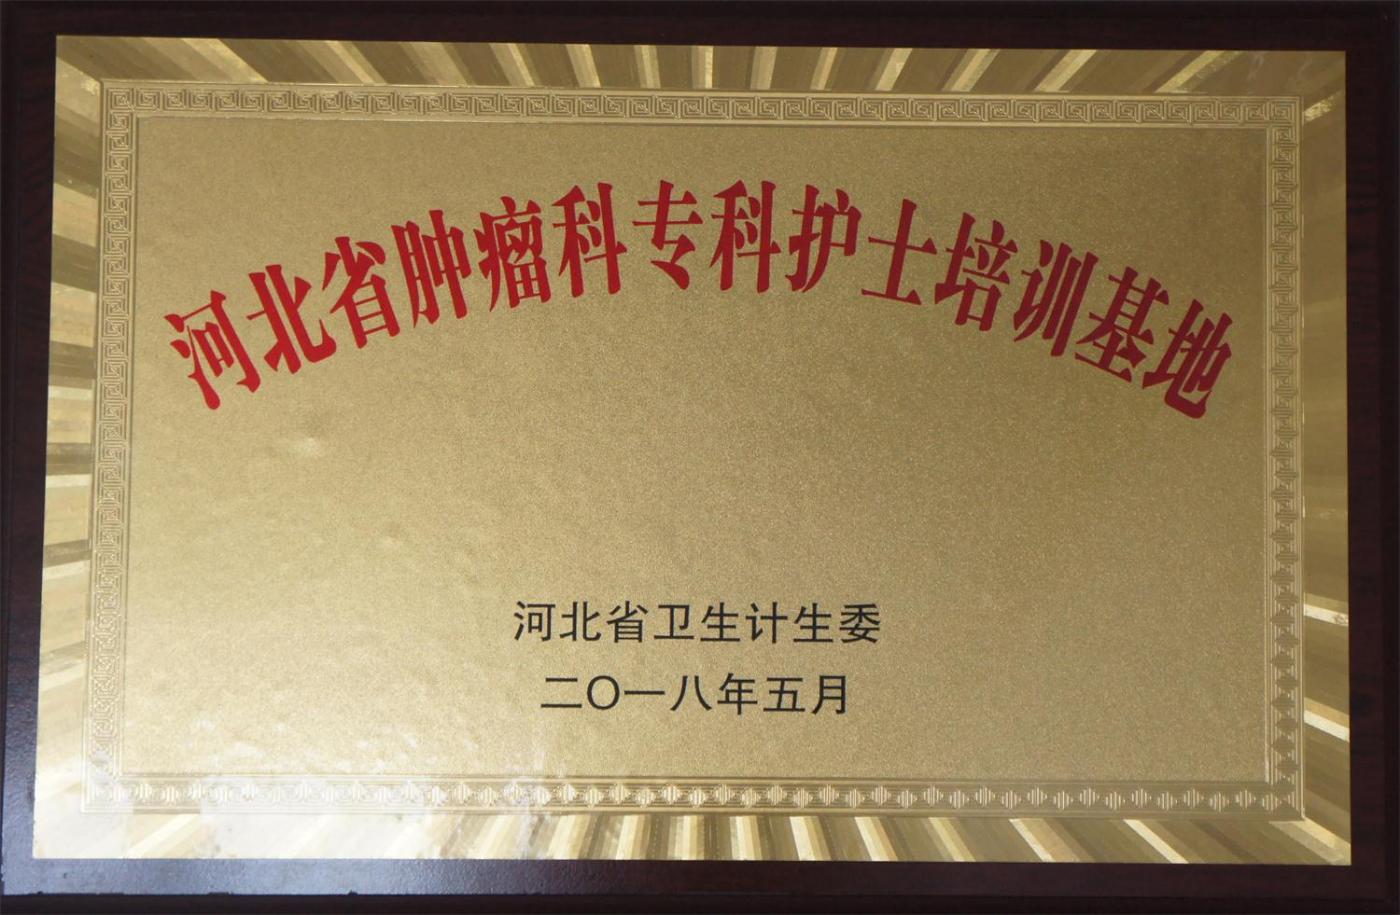 河北省肿瘤科专科护士培训基地
河北省卫生计生委
二〇一八年五月